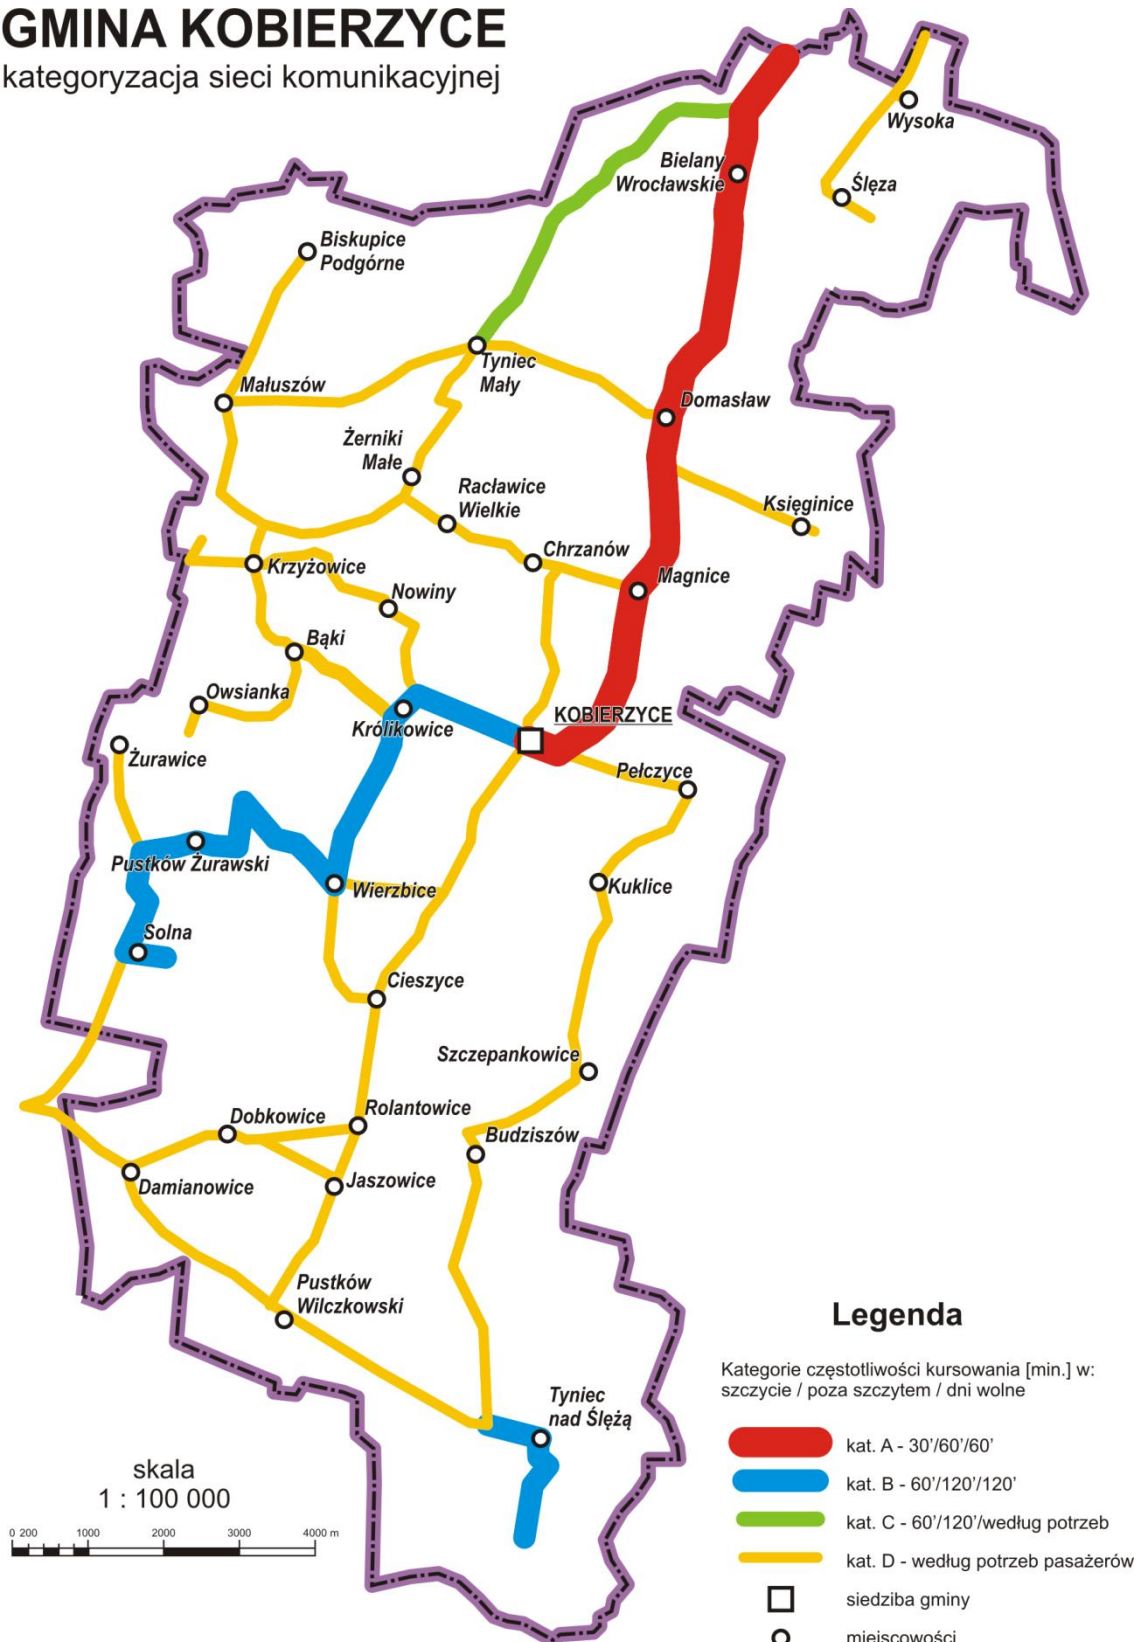 GMINA KOBIERZYCE
kategoryzacja sieci komunikacyjnej
Wysoka
Bielany
Wrocławskie
Ślęza
Biskupice
Podgórne
Tyniec
Mały
Małuszów
Domasław
Żerniki
Małe
Racławice
Wielkie
Księginice
Chrzanów
Krzyżowice
Magnice
Nowiny
Bąki
Owsianka
KOBIERZYCE
Królikowice
Żurawice
Pełczyce
Pustków Żurawski
Wierzbice
Kuklice
Solna
Cieszyce
Szczepankowice
Rolantowice
Dobkowice
Budziszów
Jaszowice
Damianowice
Pustków
Wilczkowski
Tyniec
nad Ślężą
Legenda
Kategorie częstotliwości kursowania [min.] w:
szczycie / poza szczytem / dni wolne
kat. A - 30'/60'/60'
kat. B - 60'/120'/120'
kat. C - 60'/120'/według potrzeb
kat. D - według potrzeb pasażerów
siedziba gminy
miejscowości
skala
1 : 100 000
0 200 1000 2000 3000 4000 m